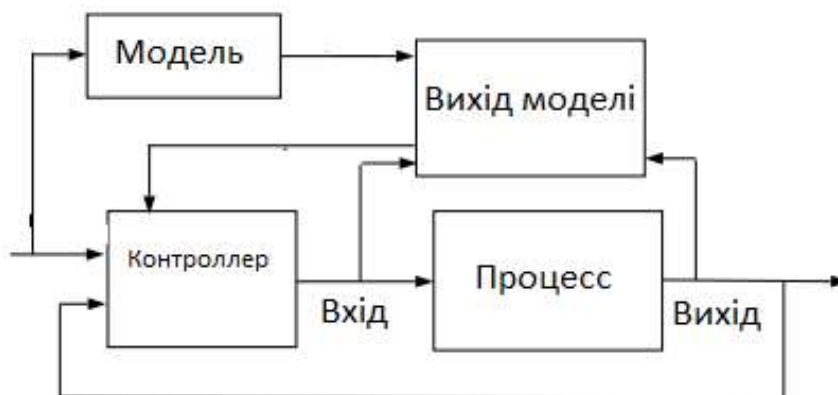 Модель
Вихід моделі
Контроллер
Процесс
Вхід
Вихід